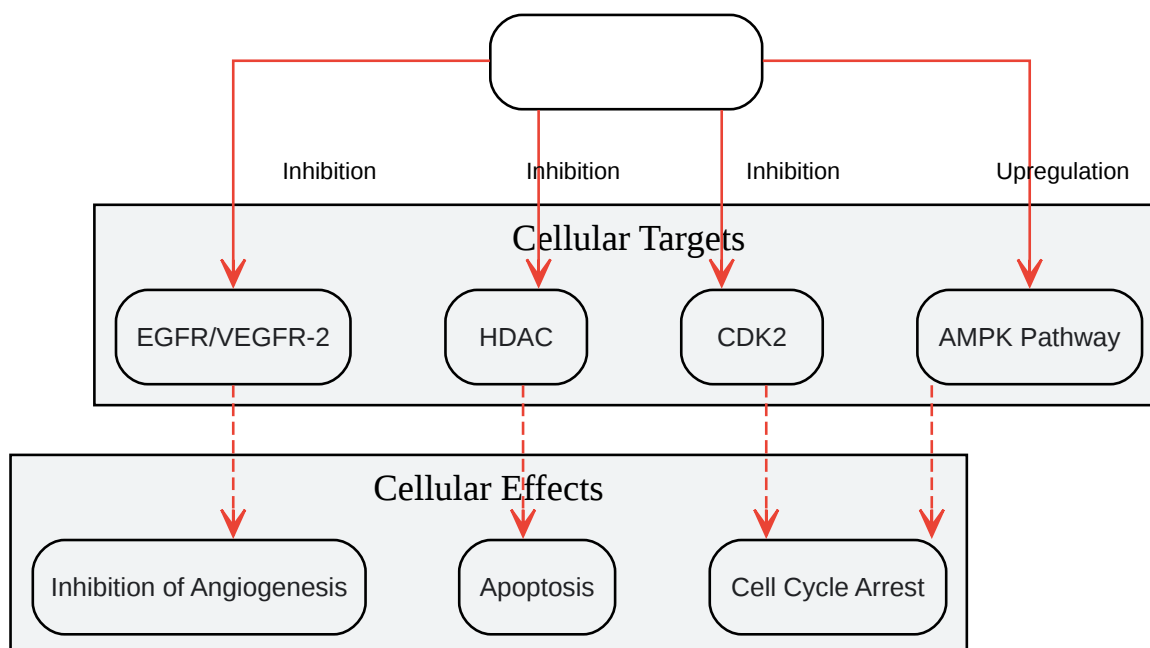 Inhibition
Inhibition
Inhibition
Upregulation
Cellular Targets
EGFR/VEGFR-2
HDAC
CDK2
AMPK Pathway
Cellular Effects
Inhibition of Angiogenesis
Apoptosis
Cell Cycle Arrest